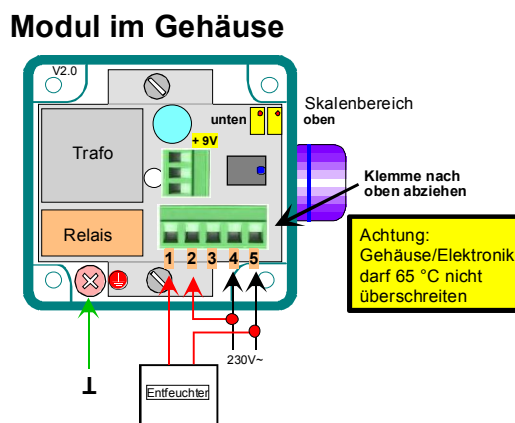 Modul im Gehäuse
V2.0
Skalenbereich
unten
oben
+ 9V
Trafo
Klemme nach
oben abziehen
Relais
Achtung:
Gehäuse/Elektronik
darf 65 °C nicht
überschreiten
1 2 3 4 5
230V~
Entfeuchter